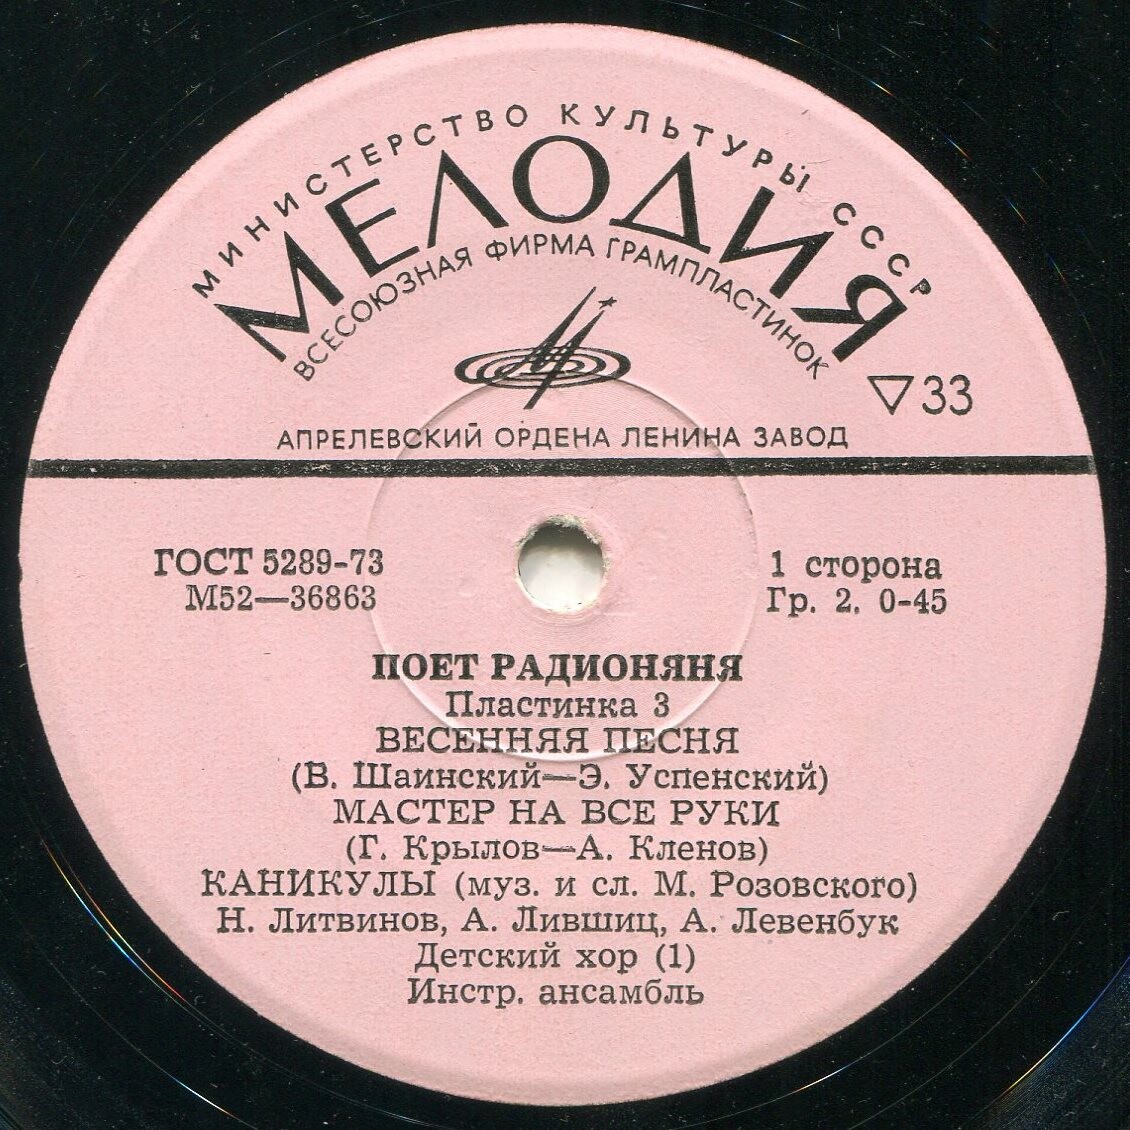 МИНИСТЕРСТВО КУЛЬТУРЫ СССР
МЕЛОДИЯ
ВСЕСОЮЗНАЯ ФИРМА ГРАМПЛАСТИНОК
▽33
АПРЕЛЕВСКИЙ ОРДЕНА ЛЕНИНА ЗАВОД
ГОСТ 5289-73
М52—36863
1 сторона
Гр. 2. 0-45
ПОЕТ РАДИОНЯНЯ
Пластинка 3
ВЕСЕННЯЯ ПЕСНЯ
(В. Шаинский—Э. Успенский)
МАСТЕР НА ВСЕ РУКИ
(Г. Крылов—А. Кленов)
КАНИКУЛЫ (муз. и сл. М. Розовского)
Н. Литвинов, А. Лившиц, А. Левенбук
Детский хор (1)
Инстр. ансамбль